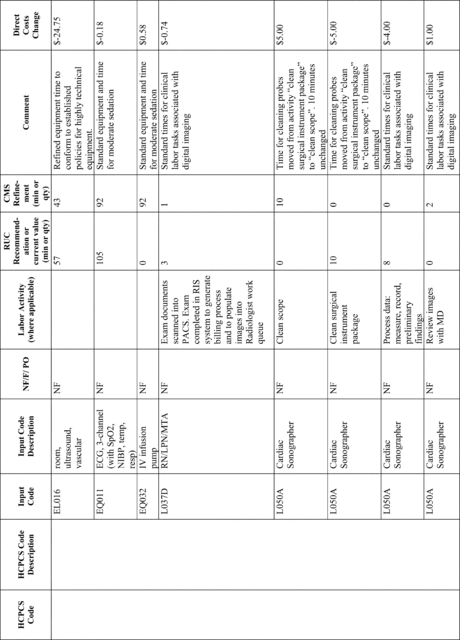 HCPCS
Code
HCPCS Code
Description
Input
Code
Input Code
Description
NF/F/ PO
Labor Activity
(where applicable)
RUC
Recommend-
ation or
current value
(min or qty)
CMS
Refine-
ment
(min or
qty)
Comment
Direct
Costs
Change
EL016
room,
ultrasound,
vascular
NF
57
43
Refined equipment time to
conform to established
policies for highly technical
equipment.
$-24.75
EQ011
ECG, 3-channel
(with SpO2,
NIBP, temp,
resp)
NF
105
92
Standard equipment and time
for moderate sedation
$-0.18
EQ032
IV infusion
pump
NF
0
92
Standard equipment and time
for moderate sedation
$0.58
L037D
RN/LPN/MTA
NF
Exam documents
scanned into
PACS. Exam
completed in RIS
system to generate
billing process
and to populate
images into
Radiologist work
queue
3
1
Standard times for clinical
labor tasks associated with
digital imaging
$-0.74
L050A
Cardiac
Sonographer
NF
Clean scope
0
10
Time for cleaning probes
moved from activity “clean
surgical instrument package”
to “clean scope”. 10 minutes
unchanged
$5.00
L050A
Cardiac
Sonographer
NF
Clean surgical
instrument
package
10
0
Time for cleaning probes
moved from activity “clean
surgical instrument package”
to “clean scope”. 10 minutes
unchanged
$-5.00
L050A
Cardiac
Sonographer
NF
Process data:
measure, record,
preliminary
findings
8
0
Standard times for clinical
labor tasks associated with
digital imaging
$-4.00
L050A
Cardiac
Sonographer
NF
Review images
with MD
0
2
Standard times for clinical
labor tasks associated with
digital imaging
$1.00